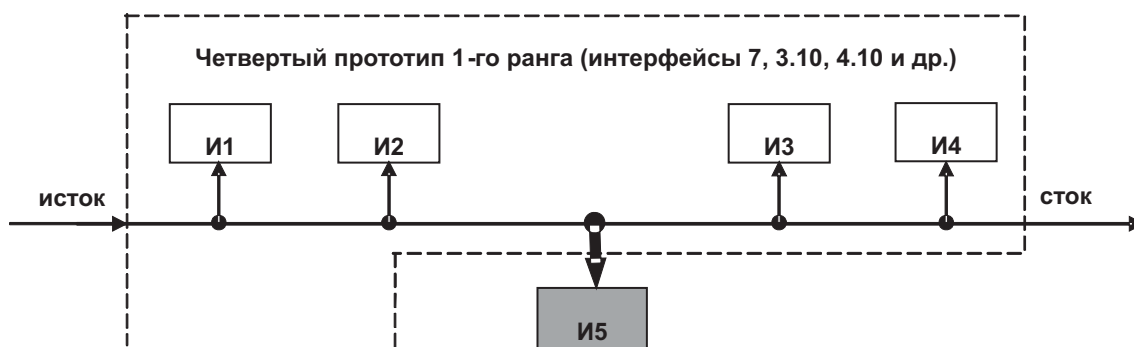 Четвертый прототип 1-го ранга (интерфейсы 7, 3.10, 4.10 и др.)
И1 И2 И3 И4
исток сток
И5